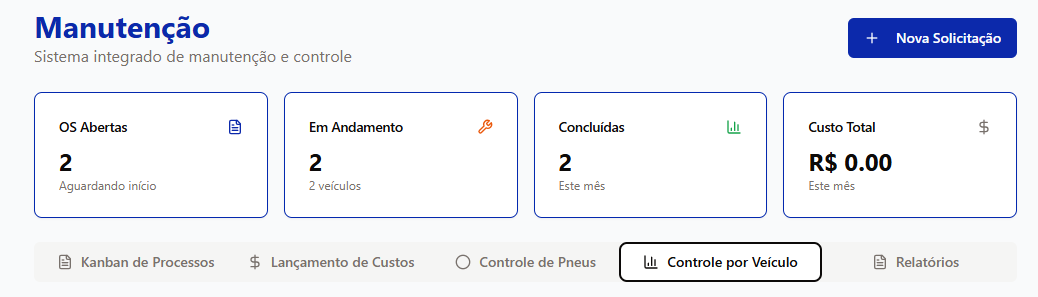 Manutenção
Sistema integrado de manutenção e controle
Nova Solicitação
OS Abertas
2
Aguardando início
Em Andamento
2
2 veículos
Concluídas
2
Este mês
Custo Total
R$ 0.00
Este mês
Kanban de Processos
Lançamento de Custos
Controle de Pneus
Controle por Veículo
Relatórios